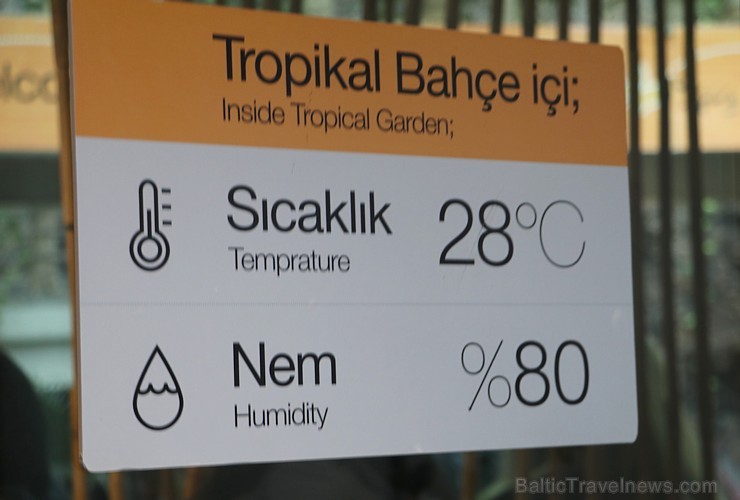 Tropikal Bahçe içi;
Inside Tropical Garden;
Sıcaklık 28°C
Temprature
Nem %80
Humidity
BalticTravelnews.com